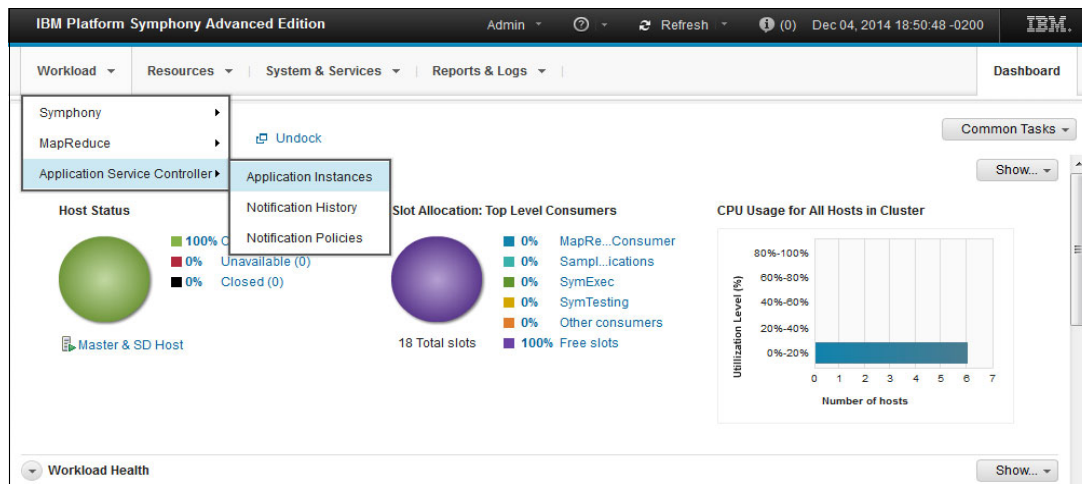 IBM Platform Symphony Advanced Edition
Admin
Refresh
(0) Dec 04, 2014 18:50:48 -0200
IBM.
Workload
Resources
System & Services
Reports & Logs
Dashboard
Symphony
MapReduce
Application Service Controller
Undock
Common Tasks
Application Instances
Notification History
Notification Policies
Show...
Host Status
100%
0% Unavailable (0)
0% Closed (0)
Master & SD Host
Slot Allocation: Top Level Consumers
0% MapRe...Consumer
0% Sampl...ications
0% SymExec
0% SymTesting
0% Other consumers
18 Total slots
100% Free slots
CPU Usage for All Hosts in Cluster
Utillization Level (%)
80%-100%
60%-80%
40%-60%
20%-40%
0%-20%
0 1 2 3 4 5 6 7
Number of hosts
Workload Health
Show...